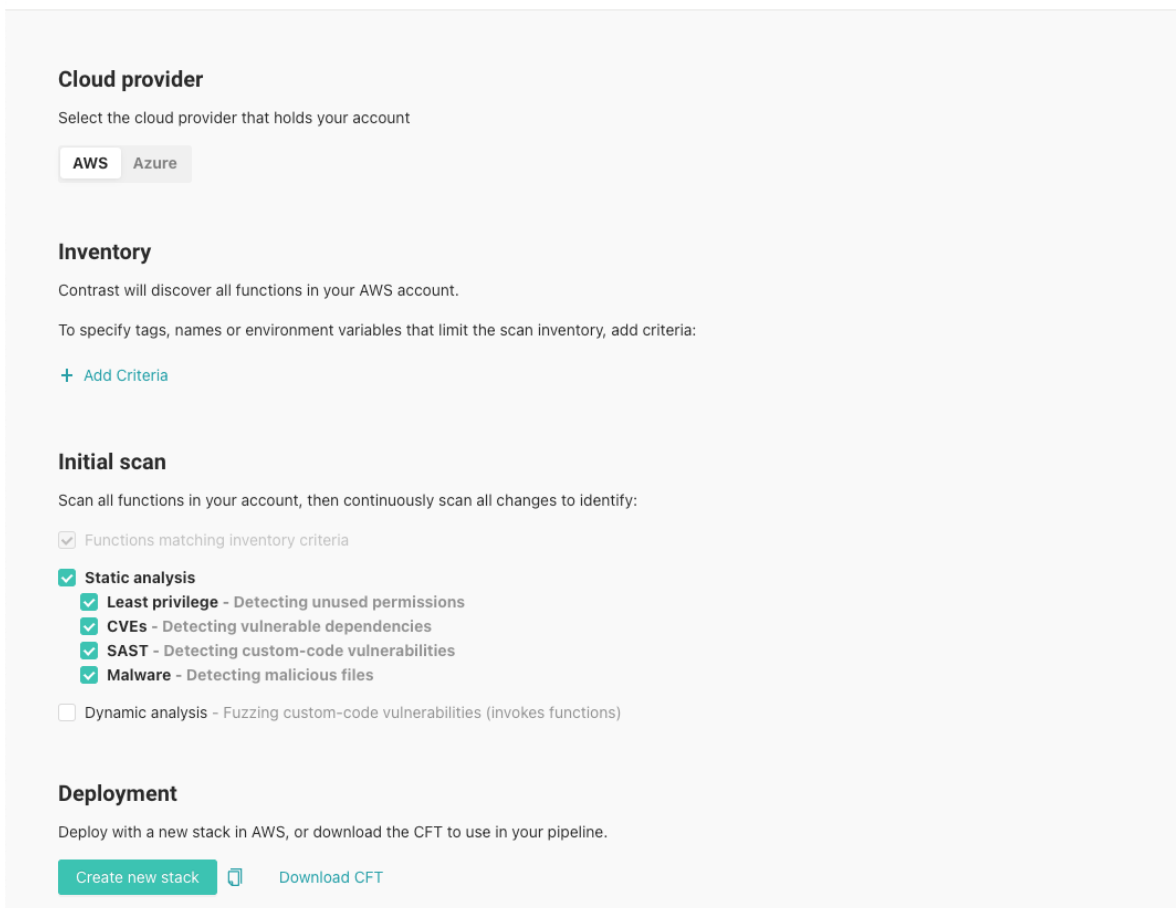 Cloud provider
Select the cloud provider that holds your account
AWS Azure
Inventory
Contrast will discover all functions in your AWS account.
To specify tags, names or environment variables that limit the scan inventory, add criteria:
+ Add Criteria
Initial scan
Scan all functions in your account, then continuously scan all changes to identify:
Functions matching inventory criteria
Static analysis
Least privilege - Detecting unused permissions
CVEs - Detecting vulnerable dependencies
SAST - Detecting custom-code vulnerabilities
Malware - Detecting malicious files
Dynamic analysis - Fuzzing custom-code vulnerabilities (invokes functions)
Deployment
Deploy with a new stack in AWS, or download the CFT to use in your pipeline.
Create new stack Download CFT